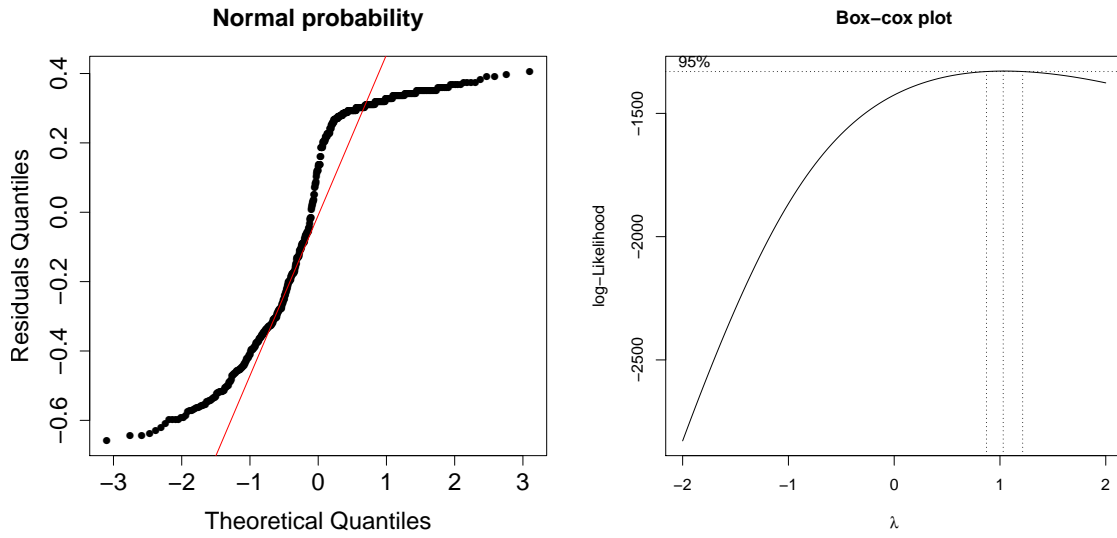 Normal probability
Residuals Quantiles
0.4
0.2
0.0
−0.2
−0.4
−0.6
−3 −2 −1 0 1 2 3
Theoretical Quantiles
Box−cox plot
95%
log−Likelihood
−1500
−2000
−2500
−2 −1 0 1 2
λ